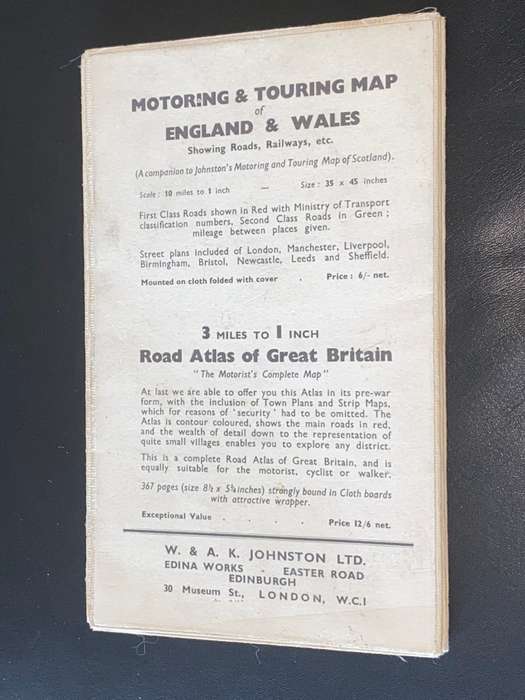 MOTORING & TOURING MAP
of
ENGLAND & WALES
Showing Roads, Railways, etc.
(A companion to Johnston's Motoring and Touring Map of Scotland).
Scale: 10 miles to 1 inch — Size: 35 x 45 inches
First Class Roads shown in Red with Ministry of Transport
classification numbers, Second Class Roads in Green;
mileage between places given.
Street plans included of London, Manchester, Liverpool,
Birmingham, Bristol, Newcastle, Leeds and Sheffield.
Mounted on cloth folded with cover . Price: 6/- net.
3 MILES TO 1 INCH
Road Atlas of Great Britain
"The Motorist's Complete Map"
At last we are able to offer you this Atlas in its pre-war
form, with the inclusion of Town Plans and Strip Maps,
which for reasons of 'security' had to be omitted. The
Atlas is contour coloured, shows the main roads in red,
and the wealth of detail down to the representation of
quite small villages enables you to explore any district.
This is a complete Road Atlas of Great Britain, and is
equally suitable for the motorist, cyclist or walker.
367 pages (size 8½ x 5¾ inches) strongly bound in Cloth boards
with attractive wrapper.
Exceptional Value . . . . Price 12/6 net.
W. & A. K. JOHNSTON LTD.
EDINA WORKS - EASTER ROAD
EDINBURGH
30 Museum St., LONDON, W.C.1